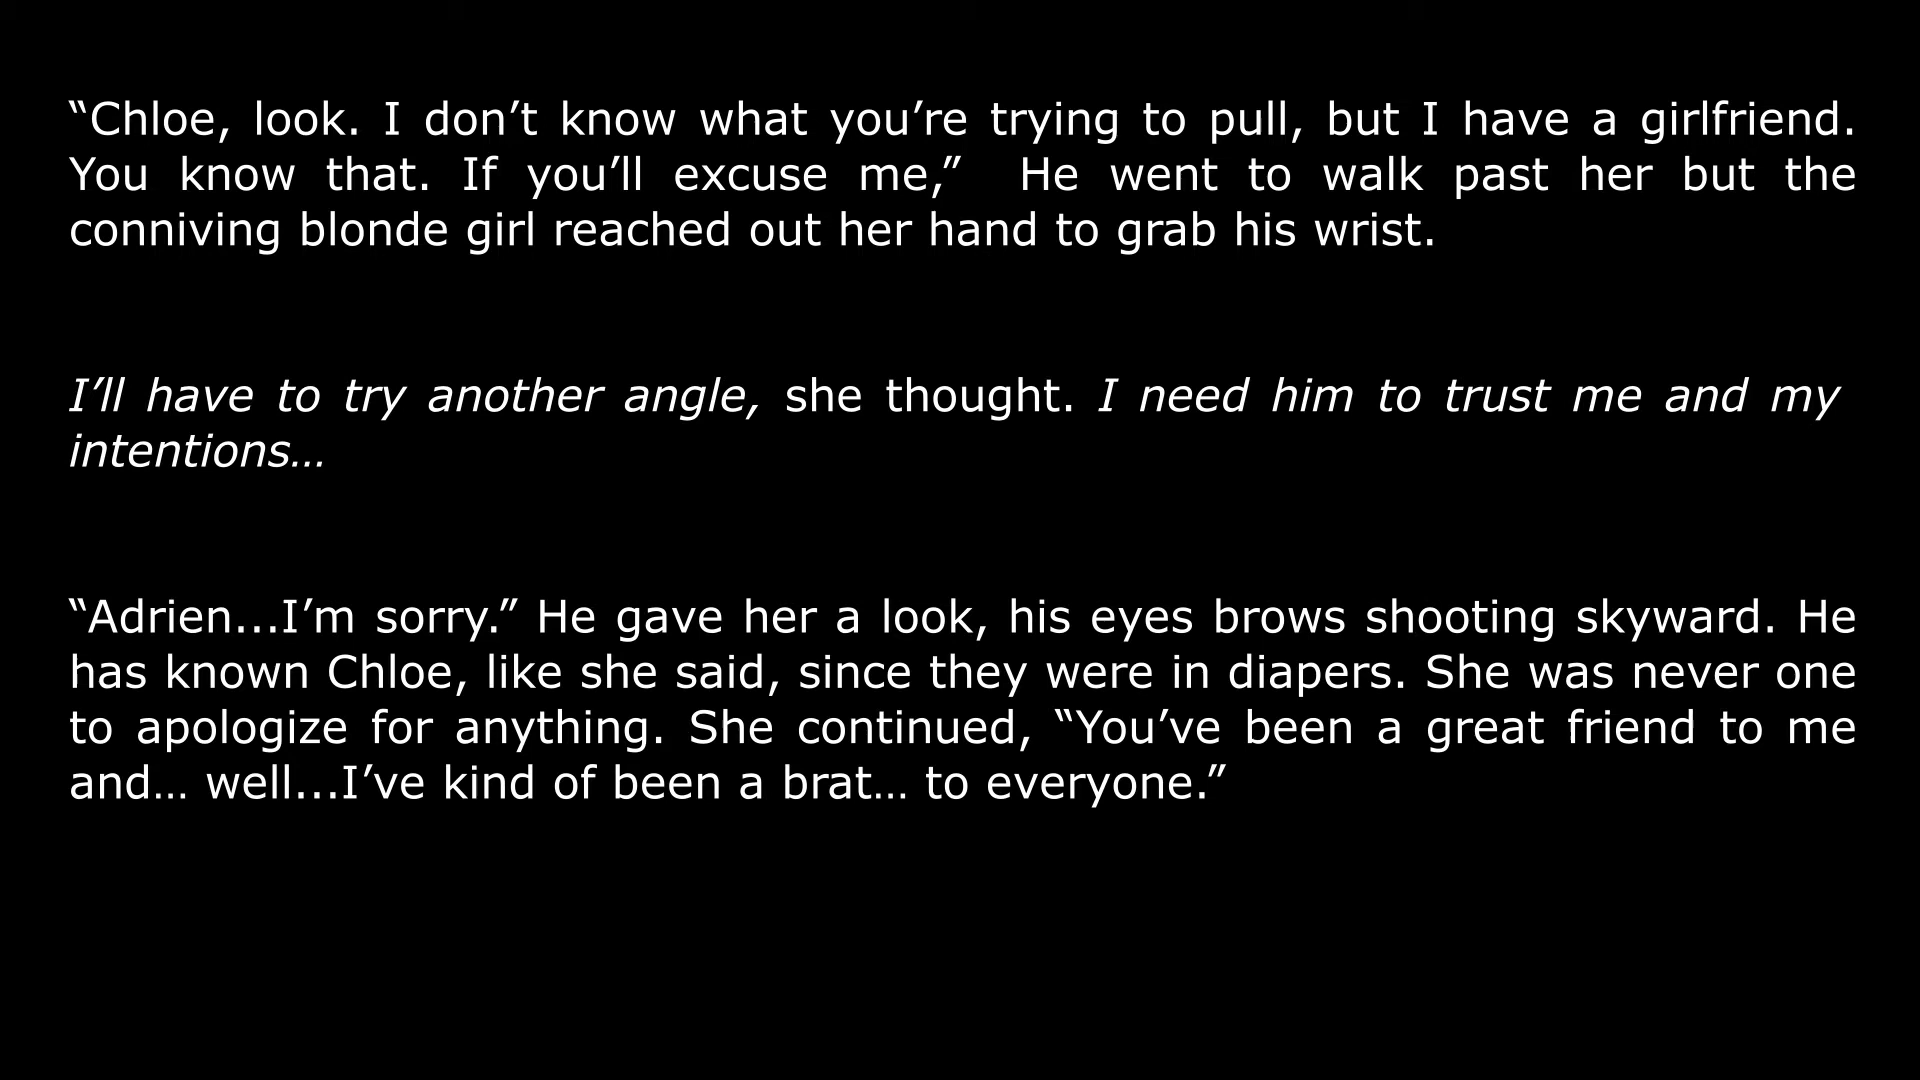 “Chloe, look. I don’t know what you’re trying to pull, but I have a girlfriend.
You know that. If you’ll excuse me,”  He went to walk past her but the
conniving blonde girl reached out her hand to grab his wrist.
I’ll have to try another angle, she thought. I need him to trust me and my
intentions…
“Adrien...I’m sorry.” He gave her a look, his eyes brows shooting skyward. He
has known Chloe, like she said, since they were in diapers. She was never one
to apologize for anything. She continued, “You’ve been a great friend to me
and… well...I’ve kind of been a brat… to everyone.”